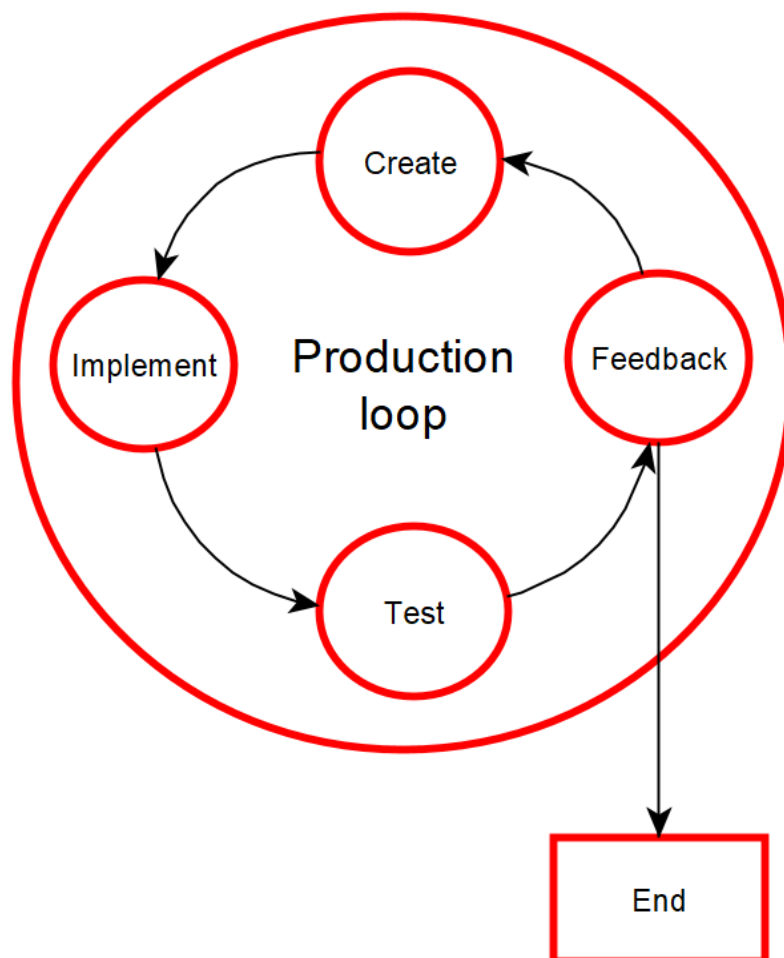 Create
Implement
Production
loop
Feedback
Test
End